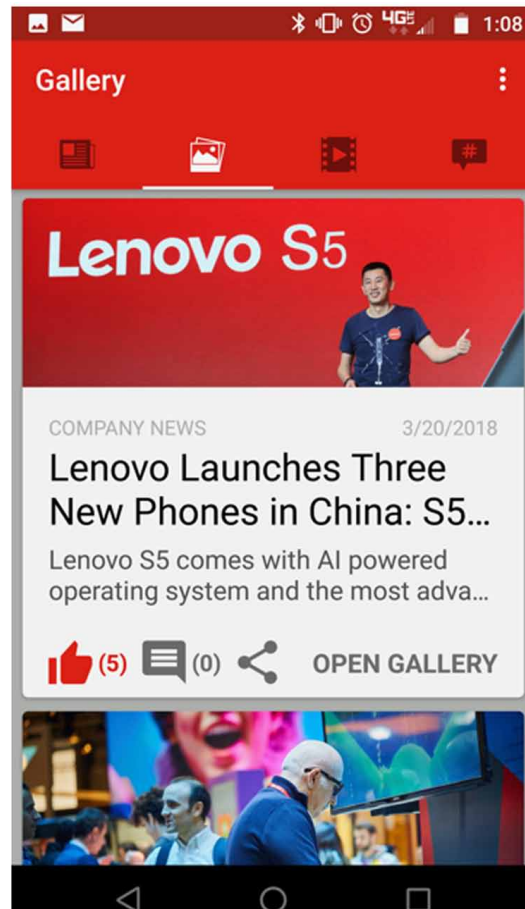 4G LTE 1:08
Gallery
#
Lenovo S5
COMPANY NEWS 3/20/2018
Lenovo Launches Three
New Phones in China: S5...
Lenovo S5 comes with AI powered
operating system and the most adva...
(5) (0) OPEN GALLERY